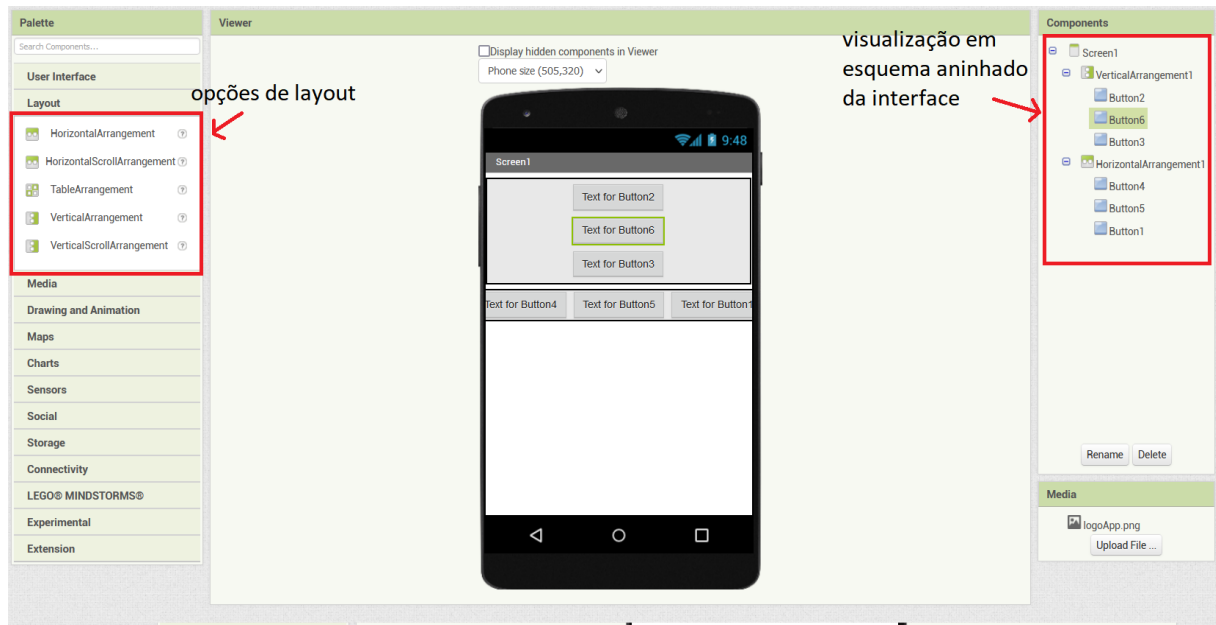 Palette
Search Components...
User Interface
Layout
HorizontalArrangement
HorizontalScrollArrangement
TableArrangement
VerticalArrangement
VerticalScrollArrangement
Media
Drawing and Animation
Maps
Charts
Sensors
Social
Storage
Connectivity
LEGO® MINDSTORMS®
Experimental
Extension
opções de layout
Viewer
Display hidden components in Viewer
Phone size (505,320)
9:48
Screen1
Text for Button2
Text for Button6
Text for Button3
Text for Button4 Text for Button5 Text for Button1
visualização em
esquema aninhado
da interface
Components
Screen1
VerticalArrangement1
Button2
Button6
Button3
HorizontalArrangement1
Button4
Button5
Button1
Rename Delete
Media
logoApp.png
Upload File ...